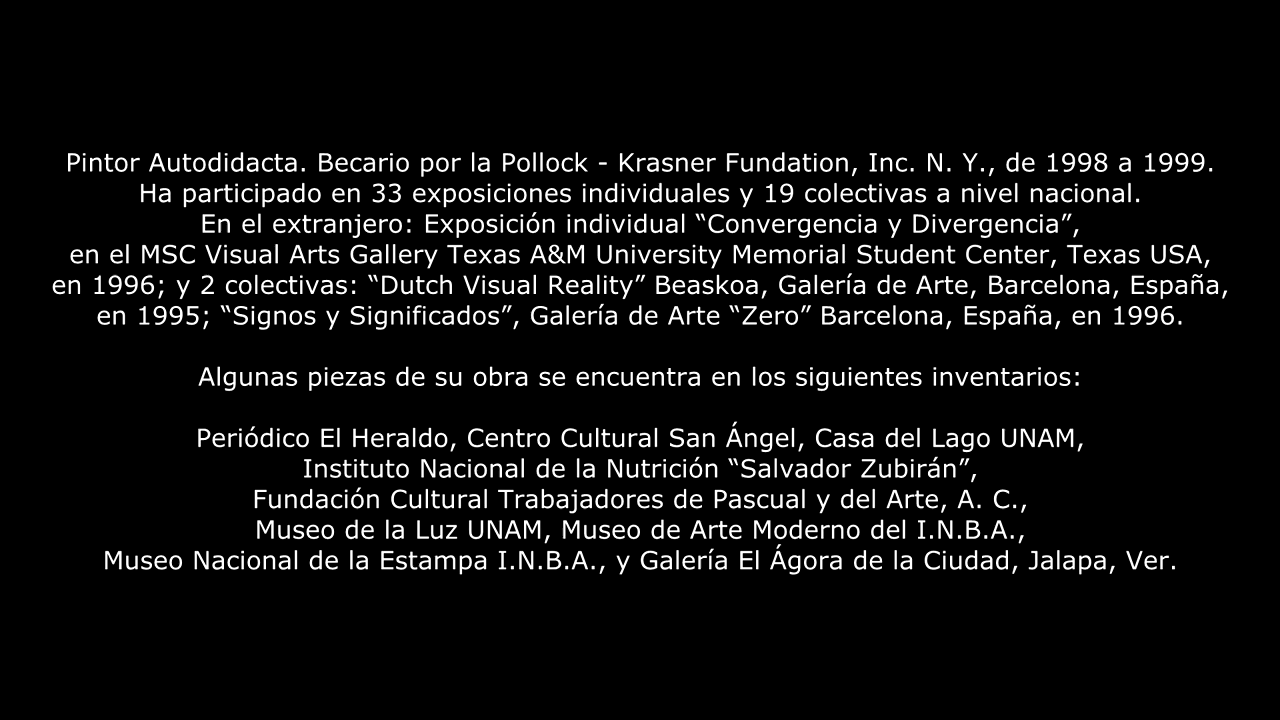 Pintor Autodidacta. Becario por la Pollock - Krasner Fundation, Inc. N. Y., de 1998 a 1999.
Ha participado en 33 exposiciones individuales y 19 colectivas a nivel nacional.
En el extranjero: Exposición individual “Convergencia y Divergencia”,
en el MSC Visual Arts Gallery Texas A&M University Memorial Student Center, Texas USA,
en 1996; y 2 colectivas: “Dutch Visual Reality” Beaskoa, Galería de Arte, Barcelona, España,
en 1995; “Signos y Significados”, Galería de Arte “Zero” Barcelona, España, en 1996.
Algunas piezas de su obra se encuentra en los siguientes inventarios:
Periódico El Heraldo, Centro Cultural San Ángel, Casa del Lago UNAM,
Instituto Nacional de la Nutrición “Salvador Zubirán”,
Fundación Cultural Trabajadores de Pascual y del Arte, A. C.,
Museo de la Luz UNAM, Museo de Arte Moderno del I.N.B.A.,
Museo Nacional de la Estampa I.N.B.A., y Galería El Ágora de la Ciudad, Jalapa, Ver.